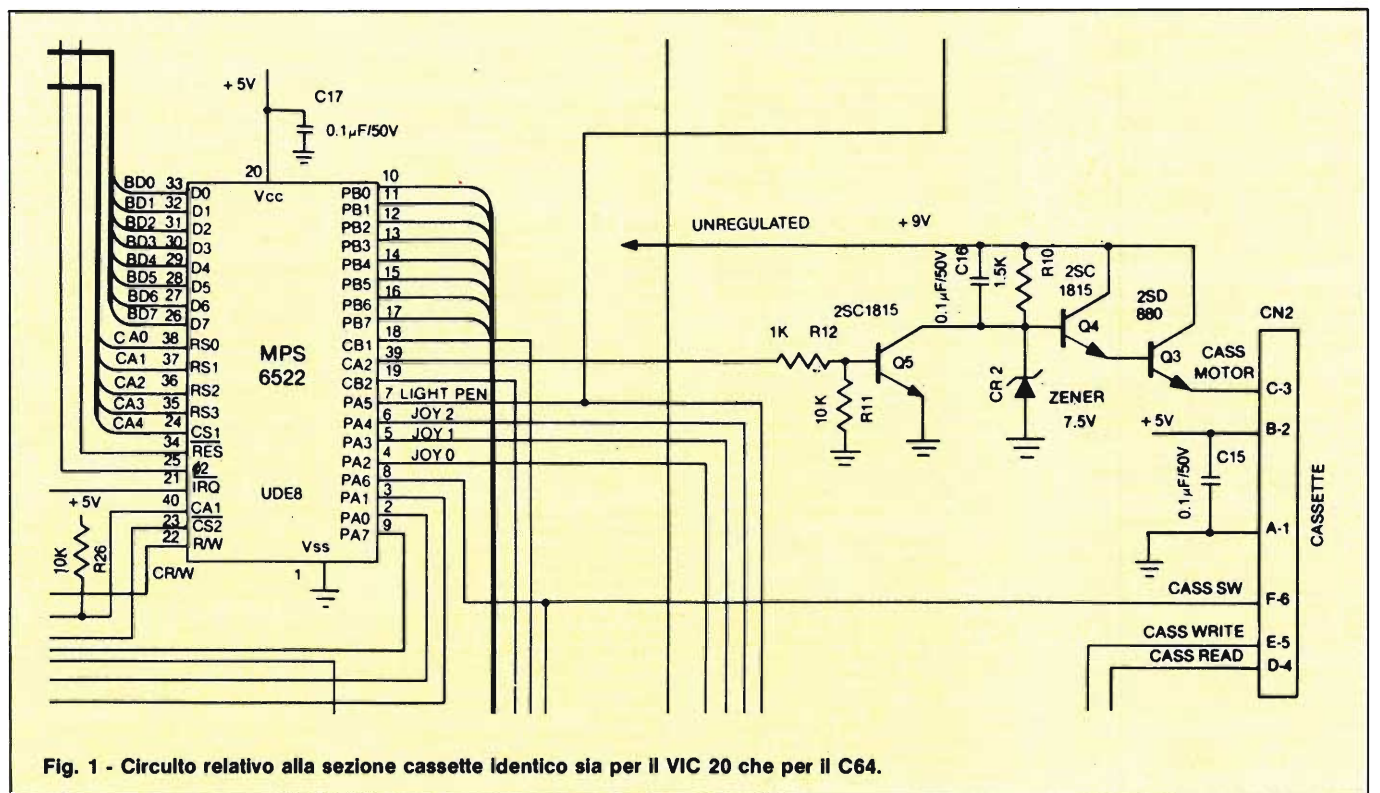 + 5V
C17
0.1µF/50V
20
Vcc
BD0 33 D0
BD1 32 D1
BD2 31 D2
BD3 30 D3
BD4 29 D4
BD5 28 D5
BD6 27 D6
BD7 26 D7
CA0 38 RS0
CA1 37 RS1
CA2 36 RS2
CA3 35 RS3
CA4 24 CS1
34 RES
25 ø2
21 IRQ
40 CA1
23 CS2
22 R/W
MPS
6522
UDE8
Vss
1
PB0 10
PB1 11
PB2 12
PB3 13
PB4 14
PB5 15
PB6 16
PB7 17
CB1 18
CA2 39
CB2 19
PA5 7 LIGHT PEN
PA4 6 JOY 2
PA3 5 JOY 1
PA2 4 JOY 0
PA6 8
PA1 3
PA0 2
PA7 9
+ 5V
10K
R26
CR/W
UNREGULATED
+ 9V
0.1µF/50V
C16
1.5K
R10
2SC
1815
Q4
2SD
880
Q3
2SC1815
Q5
1K R12
10K
R11
CR 2
ZENER
7.5V
CN2
CASS
MOTOR
C-3
+ 5V
B-2
C15
0.1µF/50V
A-1
CASSETTE
CASS SW
F-6
CASS WRITE
E-5
CASS READ
D-4
Fig. 1 - Circuito relativo alla sezione cassette identico sia per il VIC 20 che per il C64.